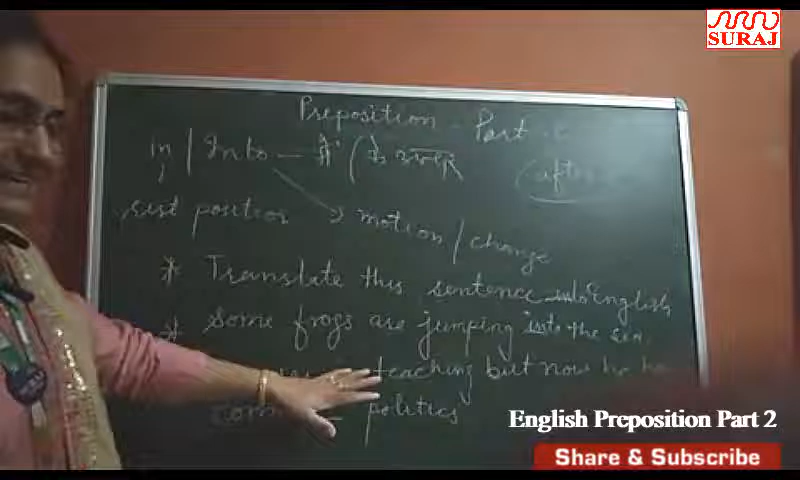 SURAJ
Preposition - Part -
in / Into - में (के अन्दर
(after
rest position → motion / change
* Translate this sentence into English
* Some frogs are jumping into the sea.
teaching but now he ha
politics
English Preposition Part 2
Share & Subscribe